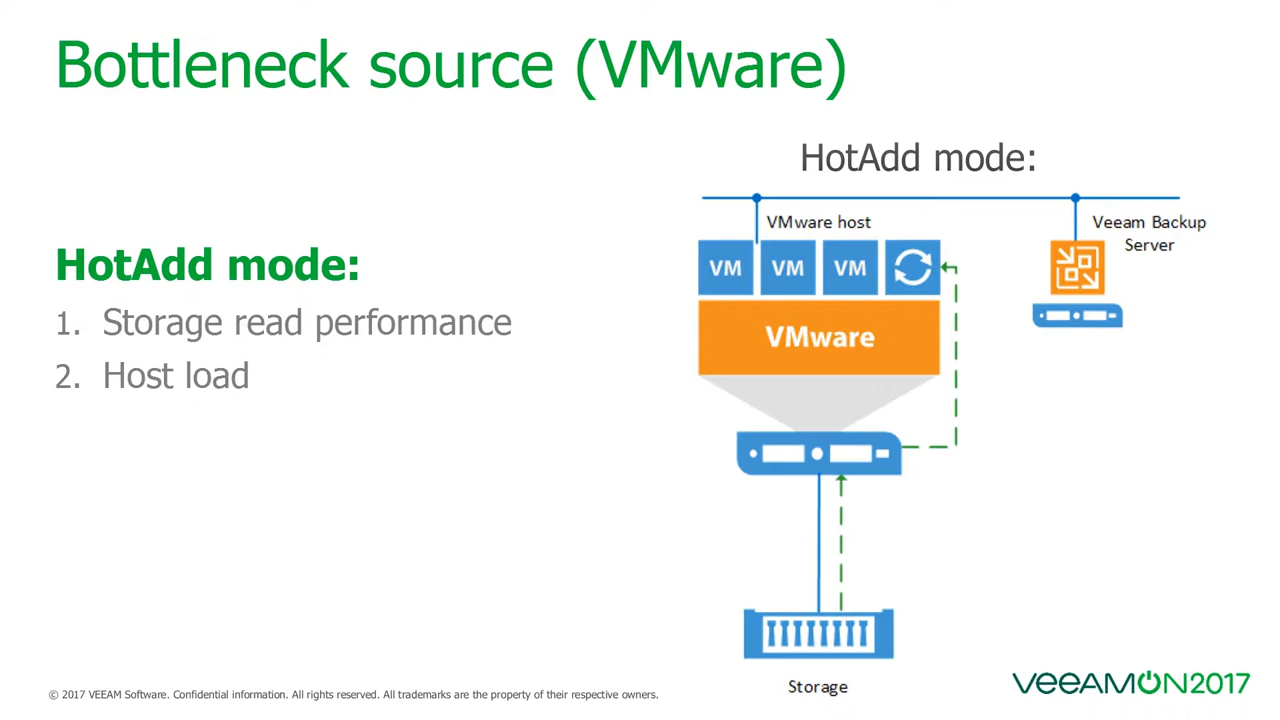 Bottleneck source (VMware)
HotAdd mode:
1. Storage read performance
2. Host load
HotAdd mode:
VMware host
Veeam Backup
Server
VM
VM
VM
VMware
Storage
© 2017 VEEAM Software. Confidential information. All rights reserved. All trademarks are the property of their respective owners.
VEEAMON2017